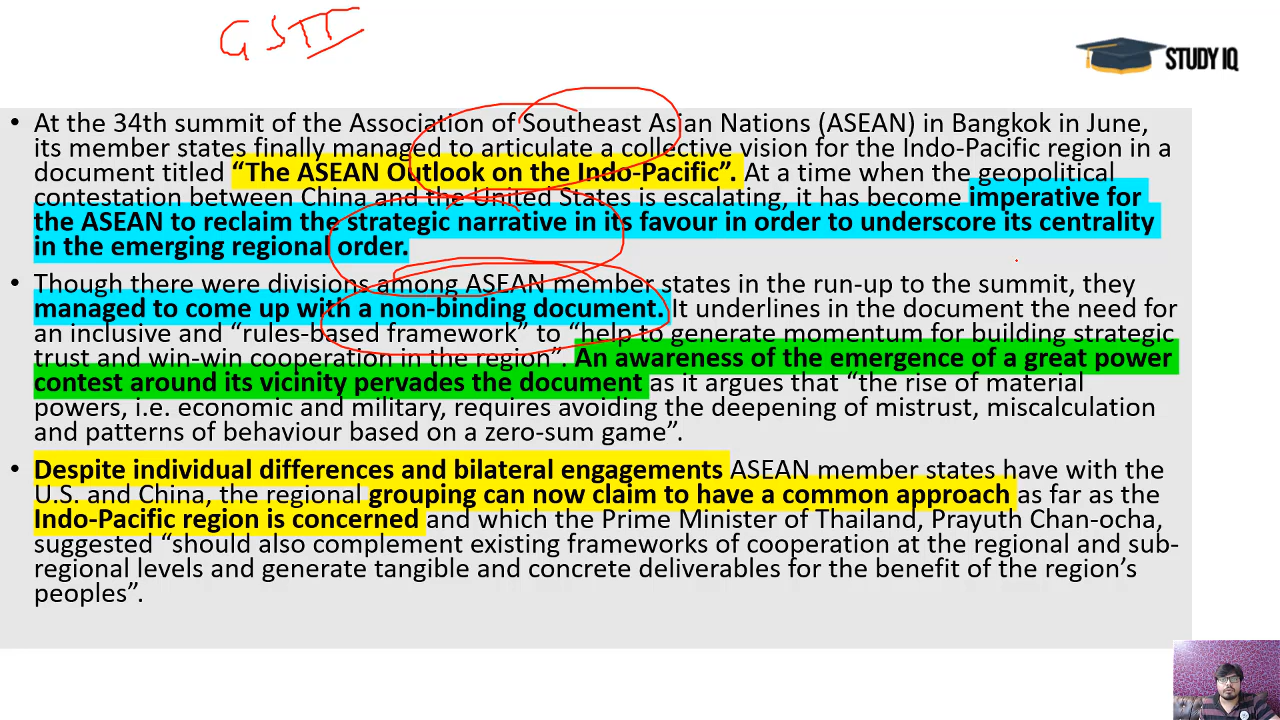 GSII
STUDY IQ
• At the 34th summit of the Association of Southeast Asian Nations (ASEAN) in Bangkok in June,
its member states finally managed to articulate a collective vision for the Indo-Pacific region in a
document titled “The ASEAN Outlook on the Indo-Pacific”. At a time when the geopolitical
contestation between China and the United States is escalating, it has become imperative for
the ASEAN to reclaim the strategic narrative in its favour in order to underscore its centrality
in the emerging regional order.
• Though there were divisions among ASEAN member states in the run-up to the summit, they
managed to come up with a non-binding document. It underlines in the document the need for
an inclusive and “rules-based framework” to “help to generate momentum for building strategic
trust and win-win cooperation in the region”. An awareness of the emergence of a great power
contest around its vicinity pervades the document as it argues that “the rise of material
powers, i.e. economic and military, requires avoiding the deepening of mistrust, miscalculation
and patterns of behaviour based on a zero-sum game”.
• Despite individual differences and bilateral engagements ASEAN member states have with the
U.S. and China, the regional grouping can now claim to have a common approach as far as the
Indo-Pacific region is concerned and which the Prime Minister of Thailand, Prayuth Chan-ocha,
suggested “should also complement existing frameworks of cooperation at the regional and sub-
regional levels and generate tangible and concrete deliverables for the benefit of the region’s
peoples”.